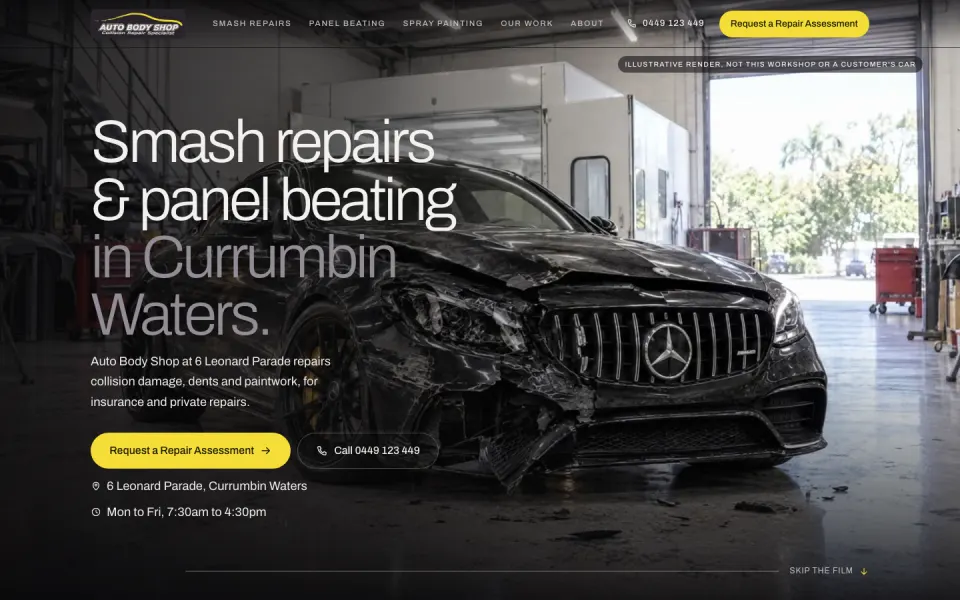 AUTO BODY SHOP
Collision Repair Specialist
SMASH REPAIRS
PANEL BEATING
SPRAY PAINTING
OUR WORK
ABOUT
0449 123 449
Request a Repair Assessment
ILLUSTRATIVE RENDER, NOT THIS WORKSHOP OR A CUSTOMER'S CAR
Smash repairs
& panel beating
in Currumbin
Waters.
Auto Body Shop at 6 Leonard Parade repairs
collision damage, dents and paintwork, for
insurance and private repairs.
Request a Repair Assessment →
Call 0449 123 449
6 Leonard Parade, Currumbin Waters
Mon to Fri, 7:30am to 4:30pm
SKIP THE FILM ↓